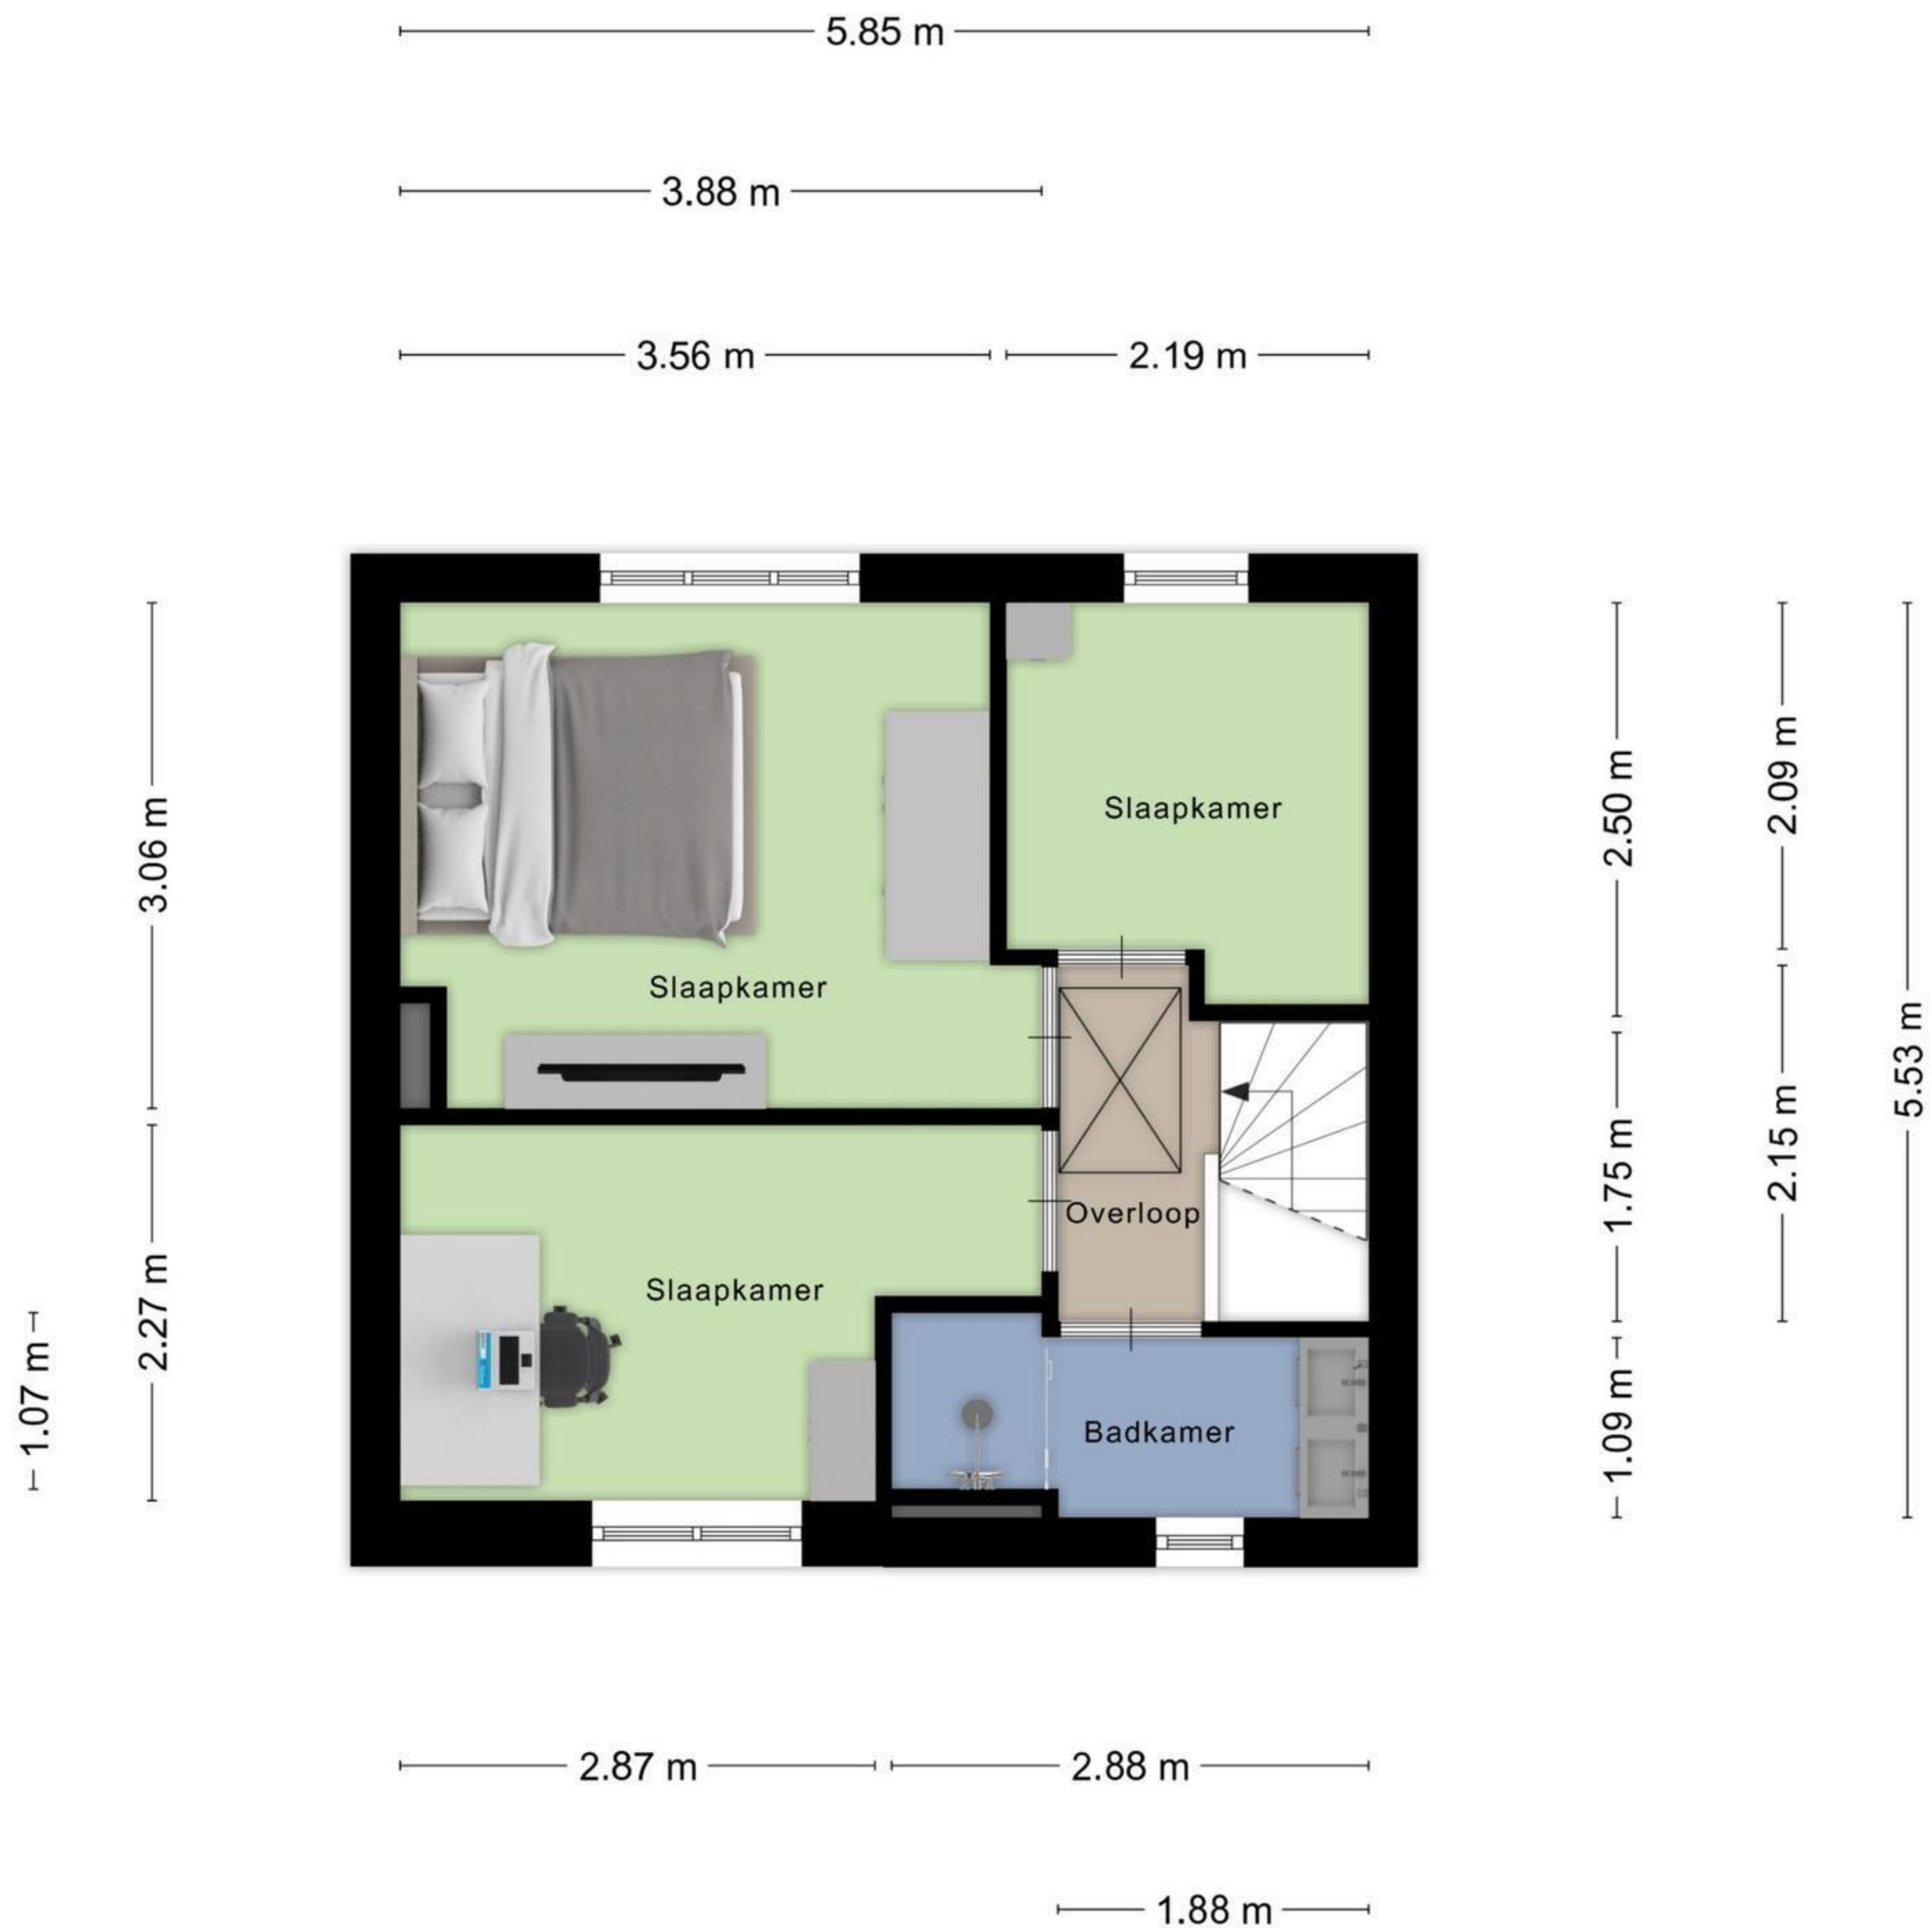 5.85 m
3.88 m
3.56 m
2.19 m
3.06 m
2.27 m
1.07 m
Slaapkamer
Slaapkamer
Slaapkamer
Overloop
Badkamer
2.50 m
1.75 m
1.09 m
2.09 m
2.15 m
5.53 m
2.87 m
2.88 m
1.88 m